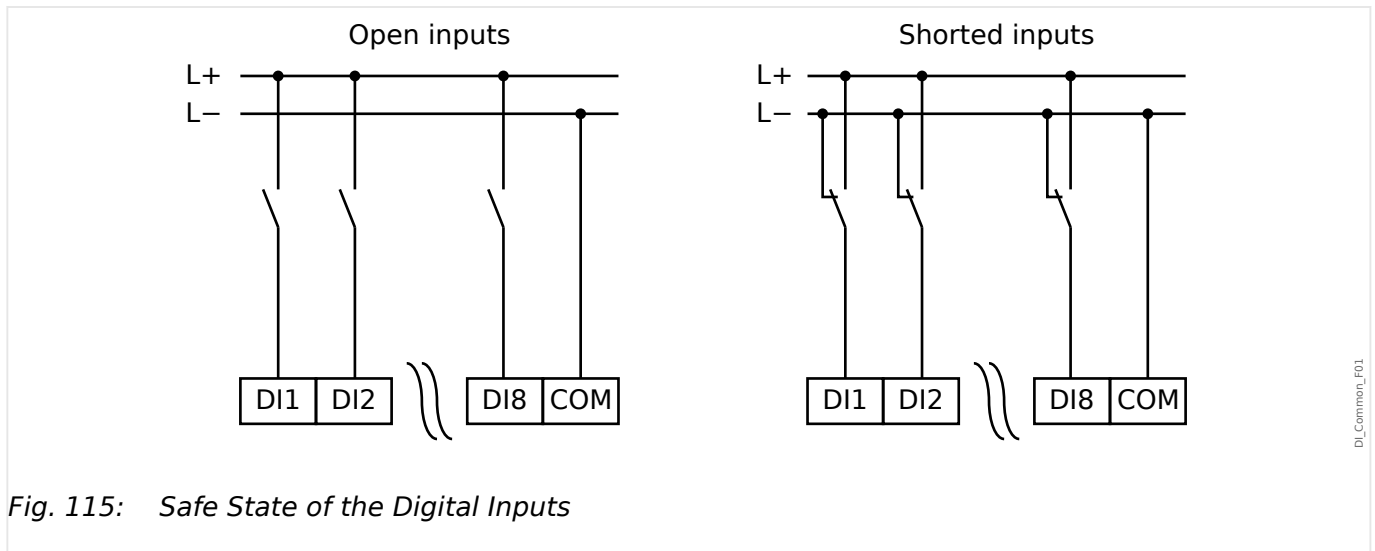 Open inputs
L+
L−
DI1 DI2 DI8 COM
Shorted inputs
L+
L−
DI1 DI2 DI8 COM
DI_Common_F01
Fig. 115: Safe State of the Digital Inputs